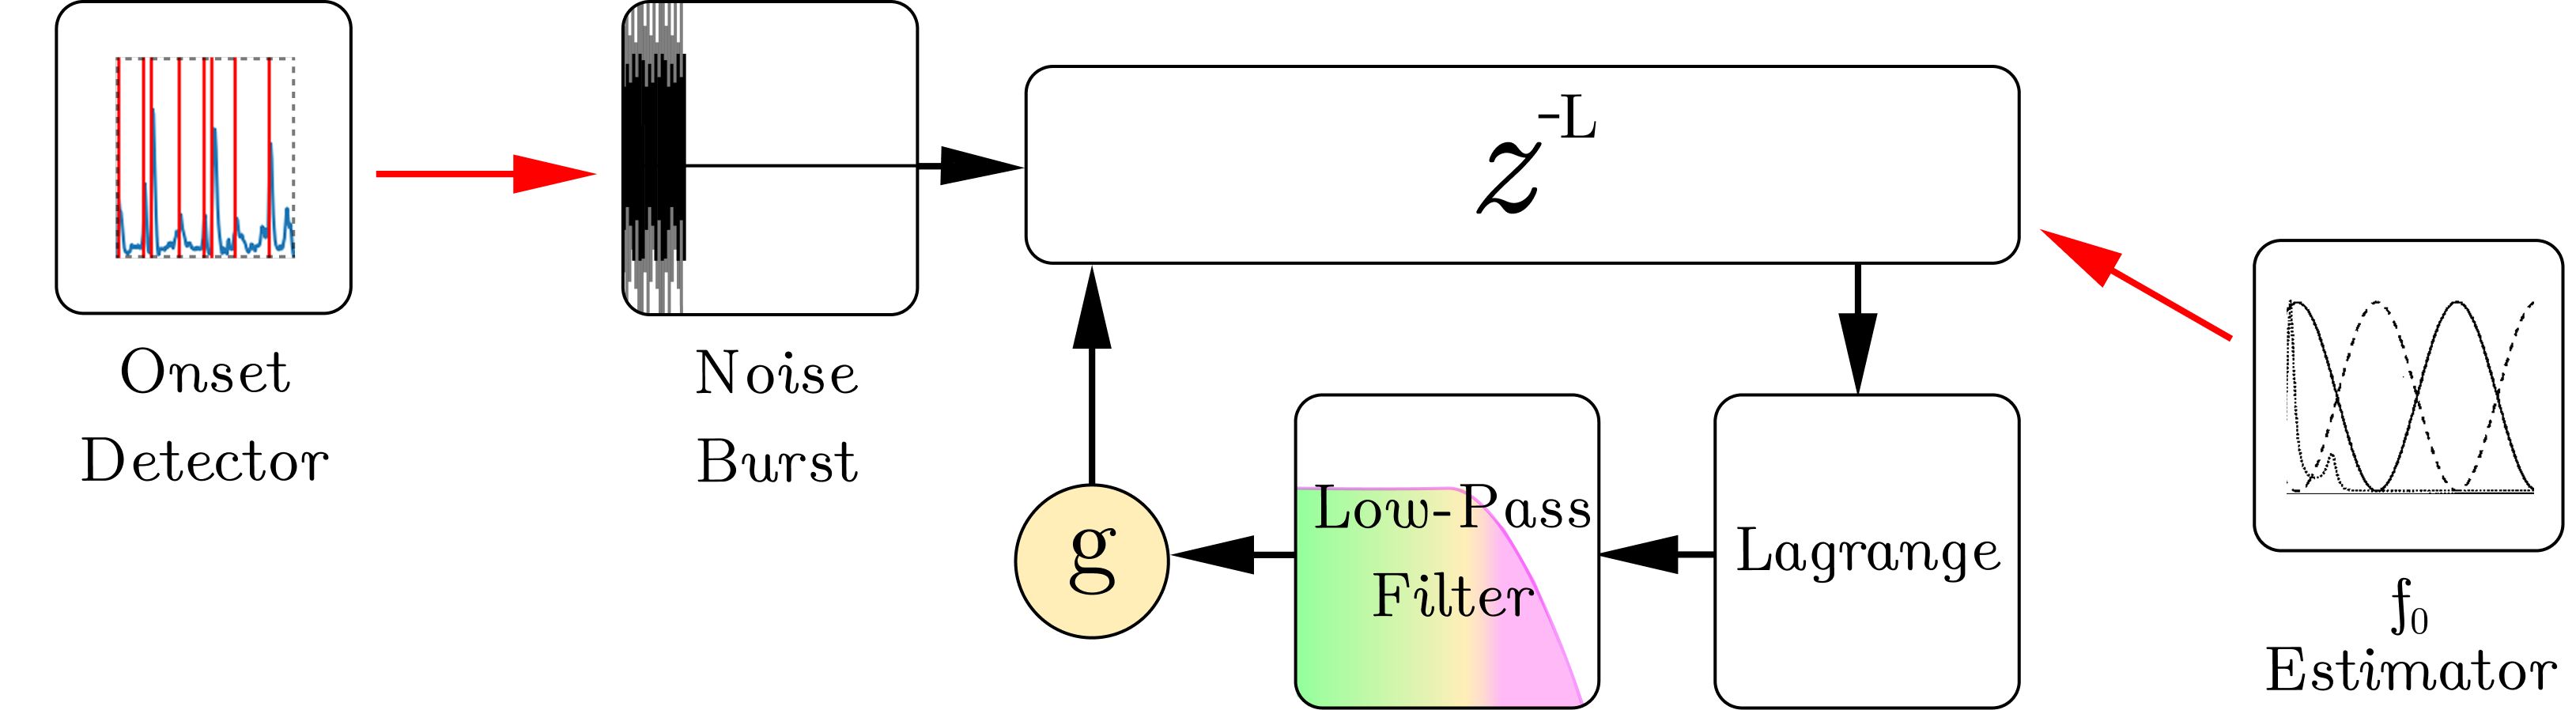 z⁻ᴸ
Onset
Detector
Noise
Burst
g
Low-Pass
Filter
Lagrange
f₀
Estimator